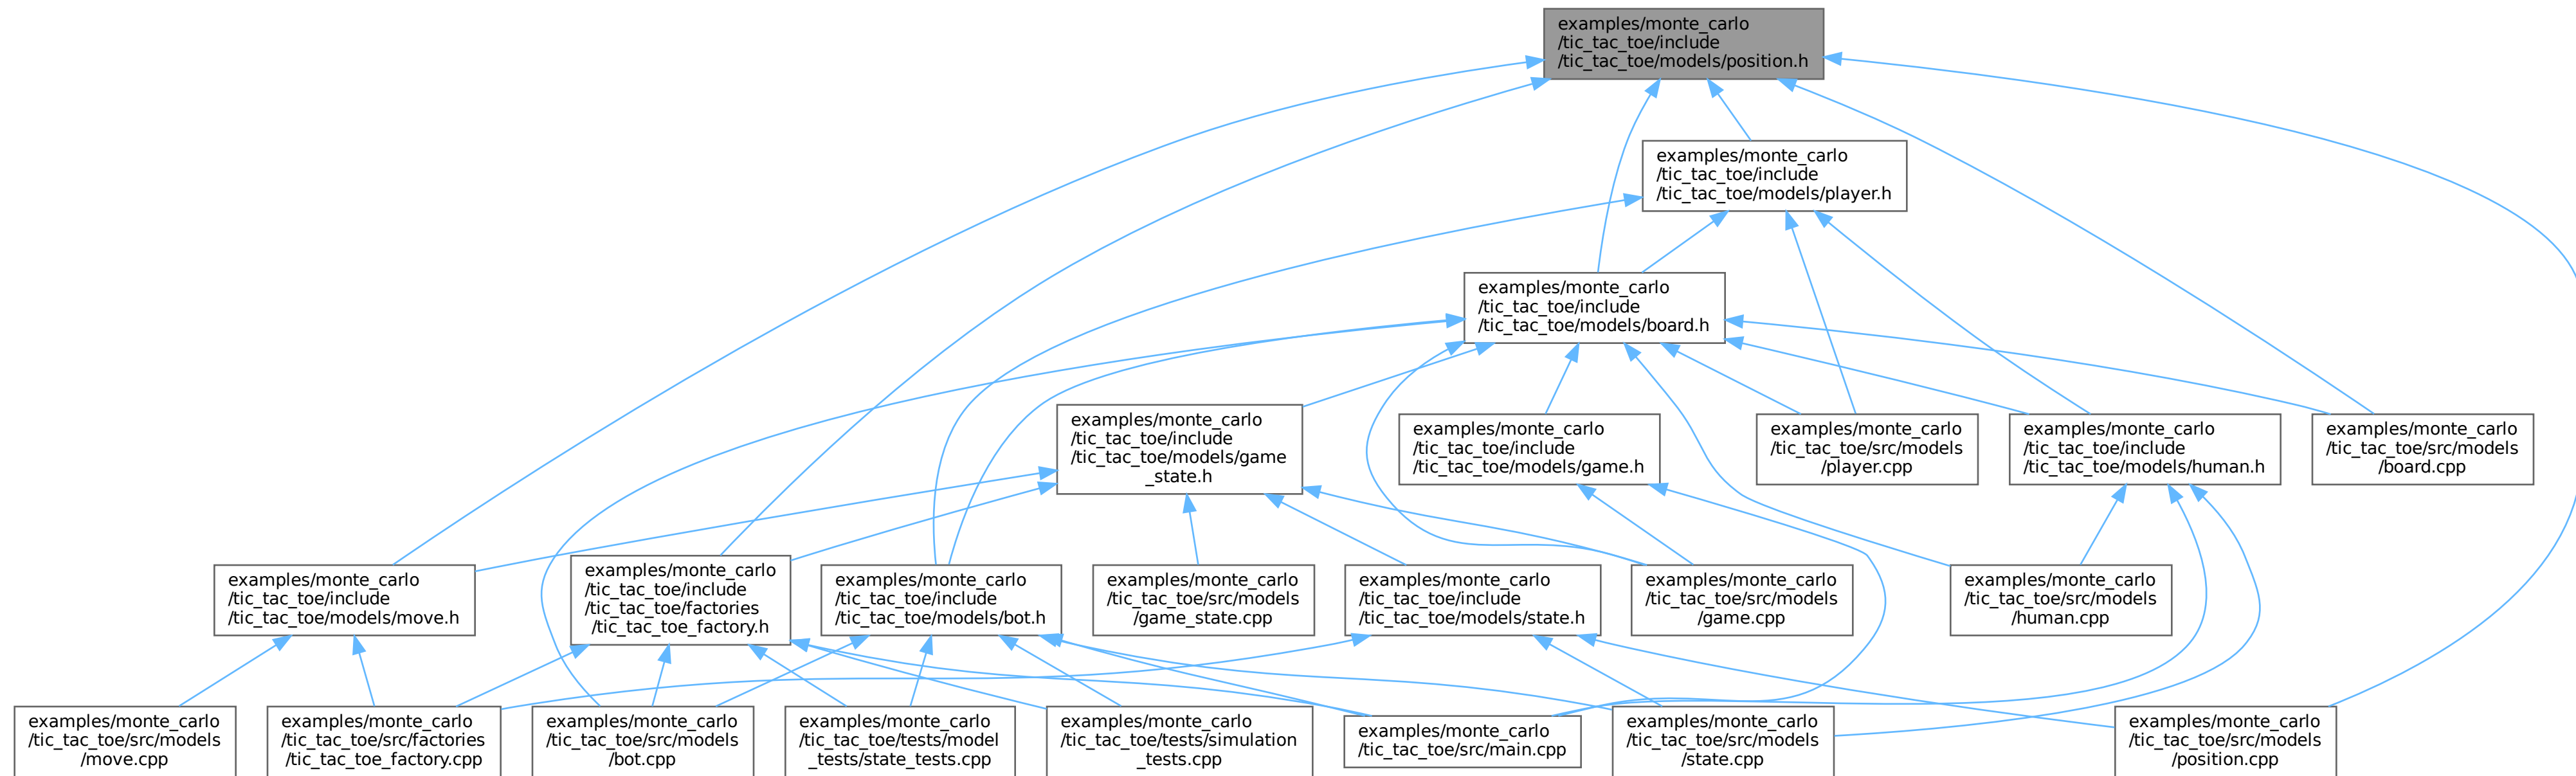 examples/monte_carlo
/tic_tac_toe/include
/tic_tac_toe/models/position.h
examples/monte_carlo
/tic_tac_toe/include
/tic_tac_toe/models/player.h
examples/monte_carlo
/tic_tac_toe/include
/tic_tac_toe/models/board.h
examples/monte_carlo
/tic_tac_toe/include
/tic_tac_toe/models/game
_state.h
examples/monte_carlo
/tic_tac_toe/include
/tic_tac_toe/models/game.h
examples/monte_carlo
/tic_tac_toe/src/models
/player.cpp
examples/monte_carlo
/tic_tac_toe/include
/tic_tac_toe/models/human.h
examples/monte_carlo
/tic_tac_toe/src/models
/board.cpp
examples/monte_carlo
/tic_tac_toe/include
/tic_tac_toe/models/move.h
examples/monte_carlo
/tic_tac_toe/include
/tic_tac_toe/factories
/tic_tac_toe_factory.h
examples/monte_carlo
/tic_tac_toe/include
/tic_tac_toe/models/bot.h
examples/monte_carlo
/tic_tac_toe/src/models
/game_state.cpp
examples/monte_carlo
/tic_tac_toe/include
/tic_tac_toe/models/state.h
examples/monte_carlo
/tic_tac_toe/src/models
/game.cpp
examples/monte_carlo
/tic_tac_toe/src/models
/human.cpp
examples/monte_carlo
/tic_tac_toe/src/models
/move.cpp
examples/monte_carlo
/tic_tac_toe/src/factories
/tic_tac_toe_factory.cpp
examples/monte_carlo
/tic_tac_toe/src/models
/bot.cpp
examples/monte_carlo
/tic_tac_toe/tests/model
_tests/state_tests.cpp
examples/monte_carlo
/tic_tac_toe/tests/simulation
_tests.cpp
examples/monte_carlo
/tic_tac_toe/src/main.cpp
examples/monte_carlo
/tic_tac_toe/src/models
/state.cpp
examples/monte_carlo
/tic_tac_toe/src/models
/position.cpp